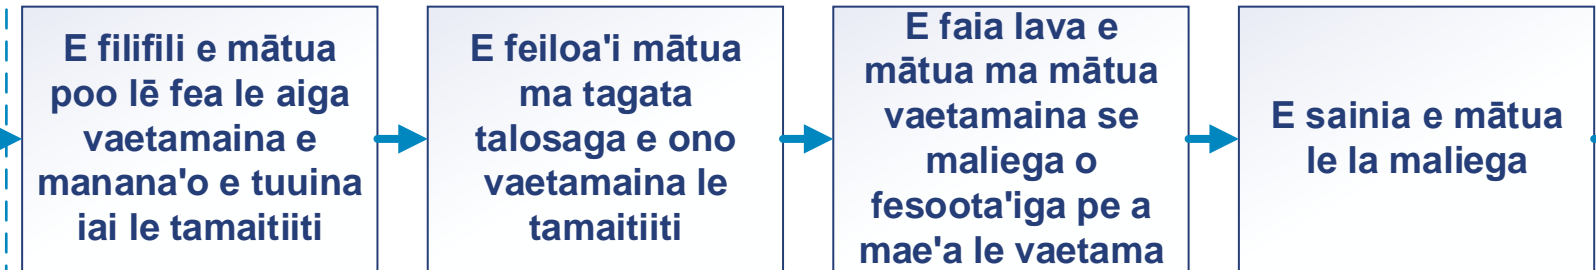 E filifili e mātua
poo lē fea le aiga
vaetamaina e
manana'o e tuuina
iai le tamaitiiti
E feiloa'i mātua
ma tagata
talosaga e ono
vaetamaina le
tamaitiiti
E faia lava e
mātua ma mātua
vaetamaina se
maliega o
fesoota'iga pe a
mae'a le vaetama
E sainia e mātua
le la maliega